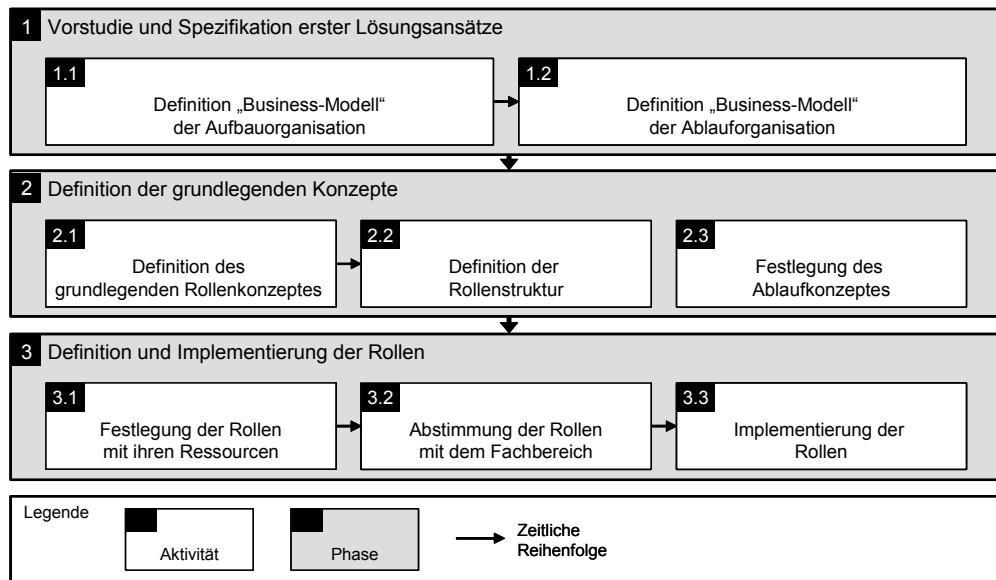 1 Vorstudie und Spezifikation erster Lösungsansätze
1.1
Definition „Business-Modell“
der Aufbauorganisation
1.2
Definition „Business-Modell“
der Ablauforganisation
2 Definition der grundlegenden Konzepte
2.1
Definition des
grundlegenden Rollenkonzeptes
2.2
Definition der
Rollenstruktur
2.3
Festlegung des
Ablaufkonzeptes
3 Definition und Implementierung der Rollen
3.1
Festlegung der Rollen
mit ihren Ressourcen
3.2
Abstimmung der Rollen
mit dem Fachbereich
3.3
Implementierung der
Rollen
Legende
Aktivität
Phase
Zeitliche
Reihenfolge